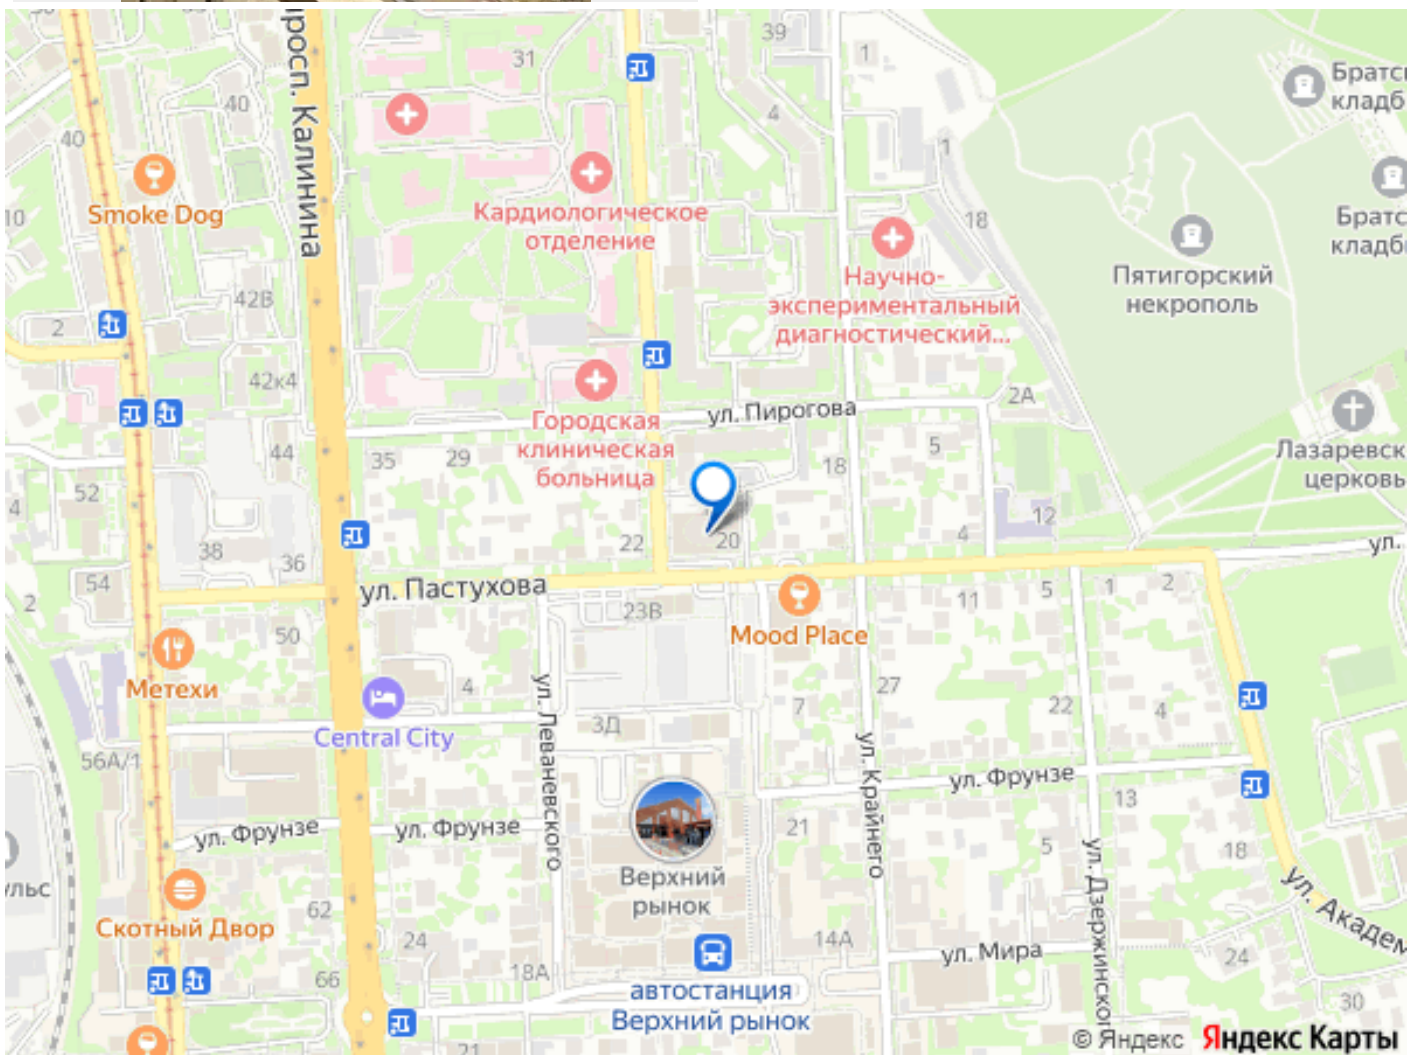 39
31
1
просп. Калинина
Братс
кладб
40
4
40
1
Smoke Dog
10
Кардиологическое
отделение
18
Братс
кладб
Научно-
экспериментальный
диагностический...
Пятигорский
некрополь
42В
2
42к4
2А
ул. Пирогова
Городская
клиническая
больница
44
35
29
18
5
Лазаревск
церковь
52
4
12
38
36
22
20
4
ул.
54
ул. Пастухова
2
23В
11
5
1
2
50
Mood Place
Метехи
4
27
7
22
4
ул. Леваневского
3Д
Central City
56А/1
ул. Крайнего
ул. Фрунзе
13
ул. Фрунзе
ул. Фрунзе
21
5
18
ул. Дзержинского
Верхний
рынок
ульс
ул. Академ
62
Скотный Двор
24
14А
ул. Мира
24
66
18А
автостанция
Верхний рынок
30
21
© Яндекс Яндекс Карты